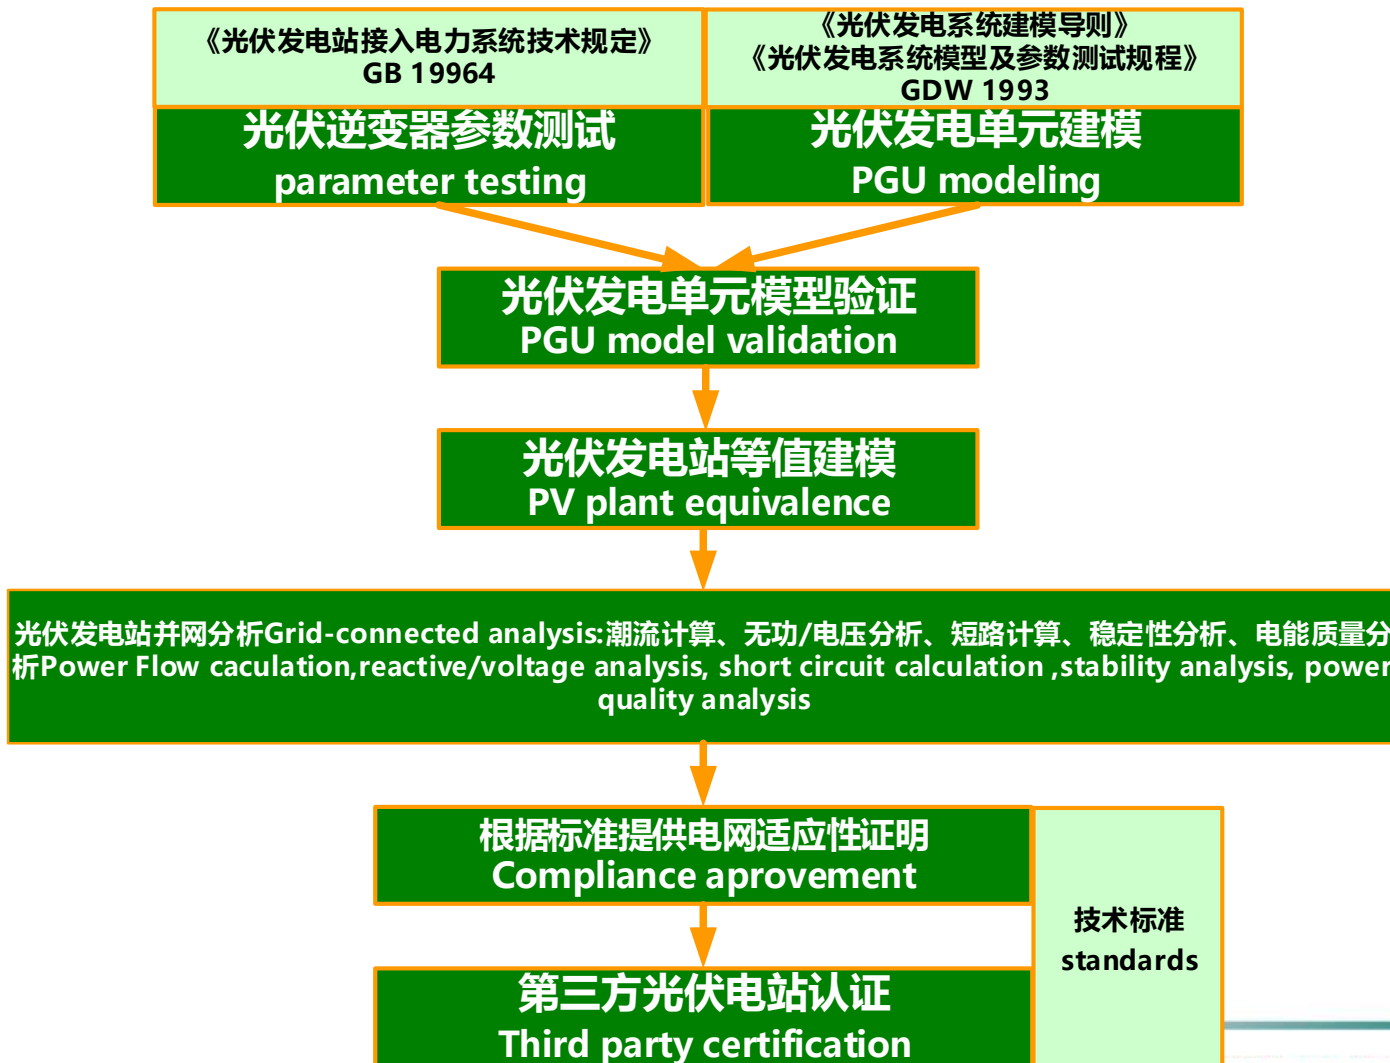 《光伏发电站接入电力系统技术规定》
GB 19964
《光伏发电系统建模导则》
《光伏发电系统模型及参数测试规程》
GDW 1993
光伏逆变器参数测试
parameter testing
光伏发电单元建模
PGU modeling
光伏发电单元模型验证
PGU model validation
光伏发电站等值建模
PV plant equivalence
光伏发电站并网分析Grid-connected analysis:潮流计算、无功/电压分析、短路计算、稳定性分析、电能质量分
析Power Flow caculation,reactive/voltage analysis, short circuit calculation ,stability analysis, power
quality analysis
根据标准提供电网适应性证明
Compliance aprovement
技术标准
standards
第三方光伏电站认证
Third party certification